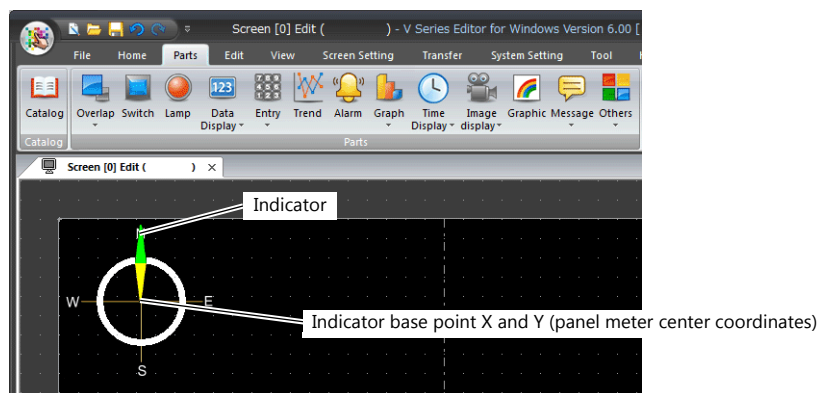 Screen [0] Edit ( ) - V Series Editor for Windows Version 6.00 [
File Home Parts Edit View Screen Setting Transfer System Setting Tool
123
Catalog Overlap Switch Lamp Data Display Entry Trend Alarm Graph Time Display Image display Graphic Message Others
Catalog Parts
Screen [0] Edit ( ) ×
Indicator
N
W E
Indicator base point X and Y (panel meter center coordinates)
S